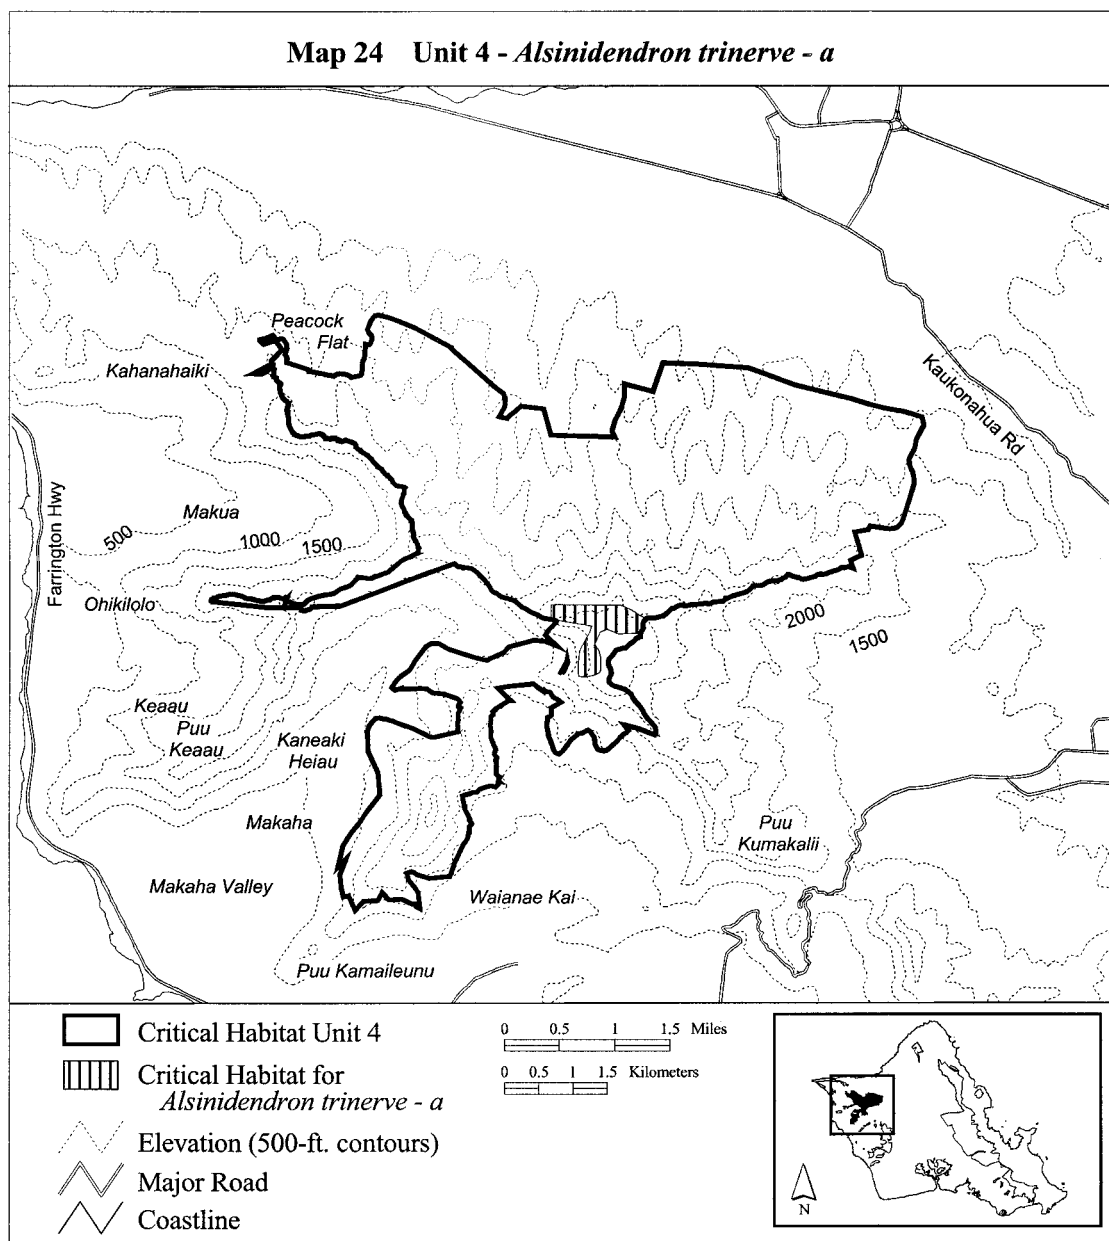 Map 24 Unit 4 - Alsinidendron trinerve - a
Peacock
Flat
Kahanahaiki
Kaukonahua Rd
Farrington Hwy
Makua
500
1000
1500
Ohikilolo
2000
1500
Keaau
Puu
Keaau
Kaneaki
Heiau
Makaha
Puu
Kumakalii
Makaha Valley
Waianae Kai
Puu Kamaileunu
Critical Habitat Unit 4
Critical Habitat for
Alsinidendron trinerve - a
Elevation (500-ft. contours)
Major Road
Coastline
0 0.5 1 1.5 Miles
0 0.5 1 1.5 Kilometers
N